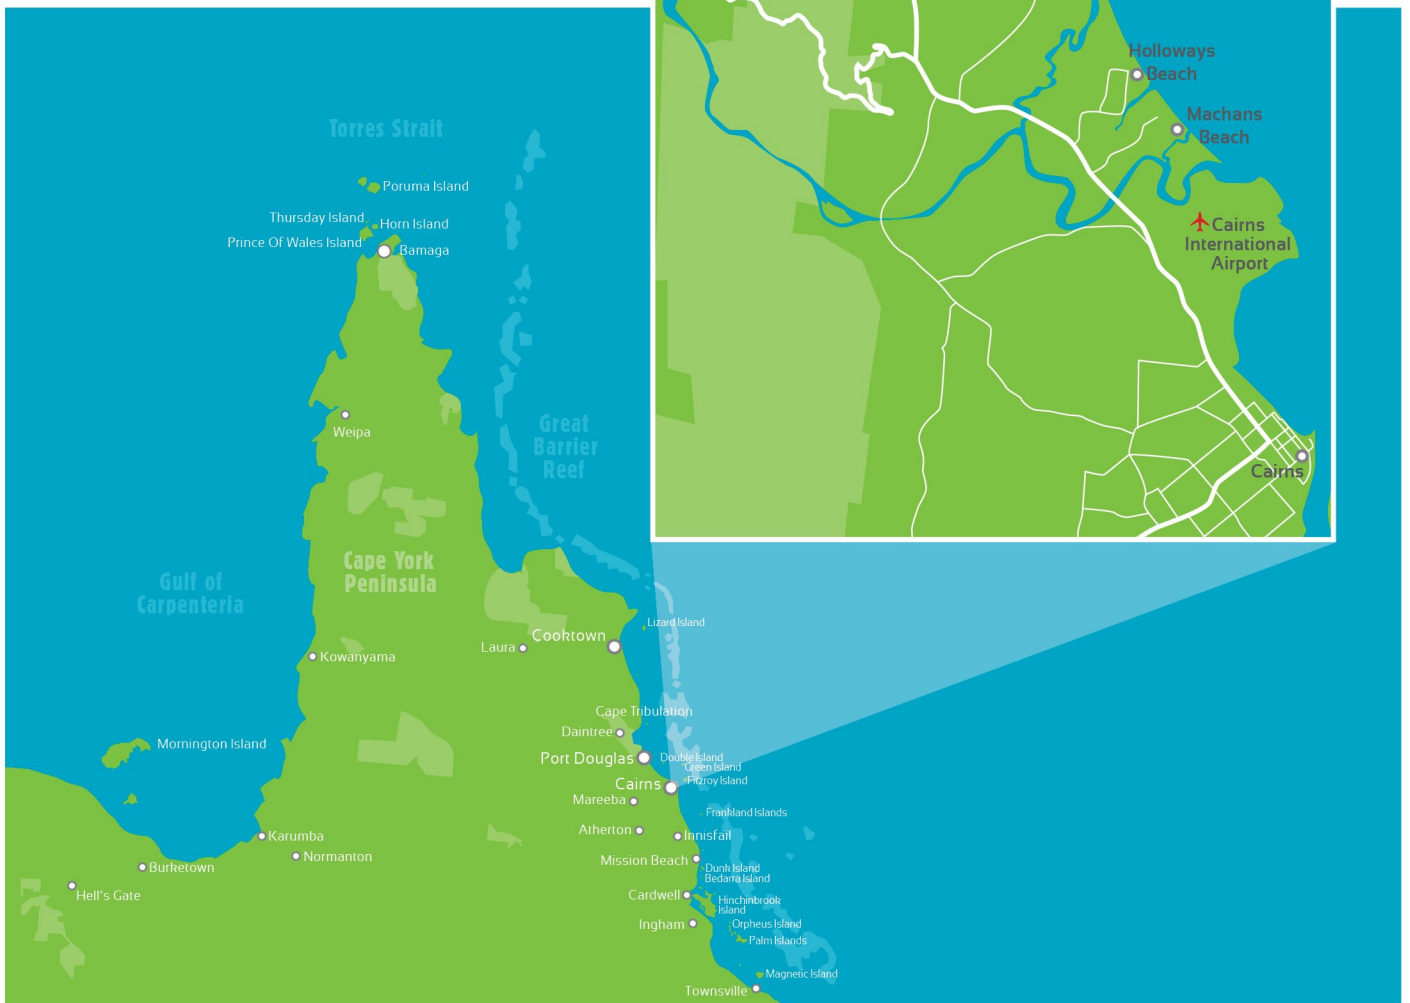 Holloways
Beach
Machans
Beach
Cairns
International
Airport
Cairns
Torres Strait
Poruma Island
Thursday Island
Horn Island
Prince Of Wales Island
Bamaga
Weipa
Great
Barrier
Reef
Cape York
Peninsula
Gulf of
Carpenteria
Lizard Island
Cooktown
Laura
Kowanyama
Cape Tribulation
Daintree
Mornington Island
Port Douglas
Double Island
Green Island
Fitzroy Island
Cairns
Mareeba
Frankland Islands
Atherton
Innisfail
Karumba
Normanton
Mission Beach
Burketown
Dunk Island
Bedarra Island
Hell's Gate
Cardwell
Hinchinbrook
Island
Ingham
Orpheus Island
Palm Islands
Magnetic Island
Townsville